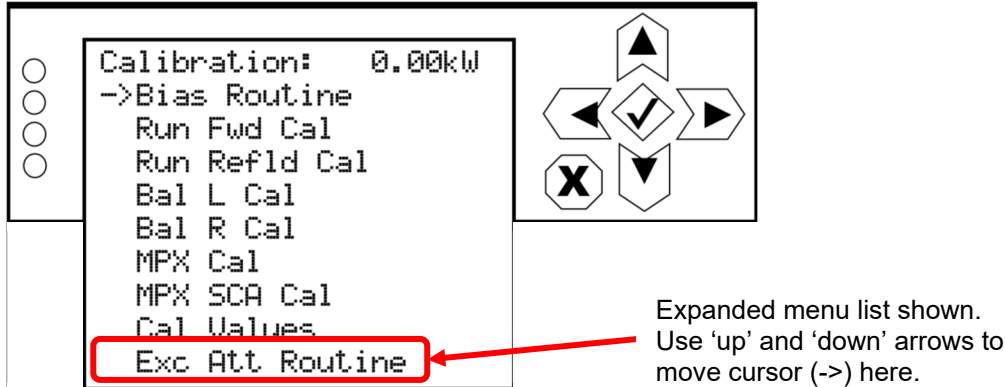 Calibration: 0.00kW
->Bias Routine
Run Fwd Cal
Run Refld Cal
Bal L Cal
Bal R Cal
MPX Cal
MPX SCA Cal
Cal Values
Exc Att Routine
X
Expanded menu list shown.
Use ‘up’ and ‘down’ arrows to
move cursor (->) here.